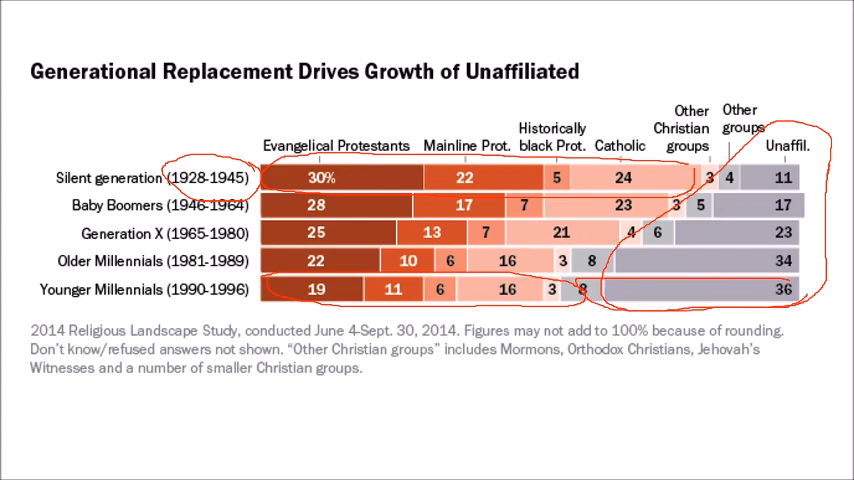 Generational Replacement Drives Growth of Unaffiliated
Other Other
Historically Christian groups
Evangelical Protestants Mainline Prot. black Prot. Catholic groups Unaffil.
Silent generation (1928-1945) 30% 22 5 24 3 4 11
Baby Boomers (1946-1964) 28 17 7 23 3 5 17
Generation X (1965-1980) 25 13 7 21 4 6 23
Older Millennials (1981-1989) 22 10 6 16 3 8 34
Younger Millennials (1990-1996) 19 11 6 16 3 8 36
2014 Religious Landscape Study, conducted June 4-Sept. 30, 2014. Figures may not add to 100% because of rounding.
Don't know/refused answers not shown. “Other Christian groups” includes Mormons, Orthodox Christians, Jehovah's
Witnesses and a number of smaller Christian groups.